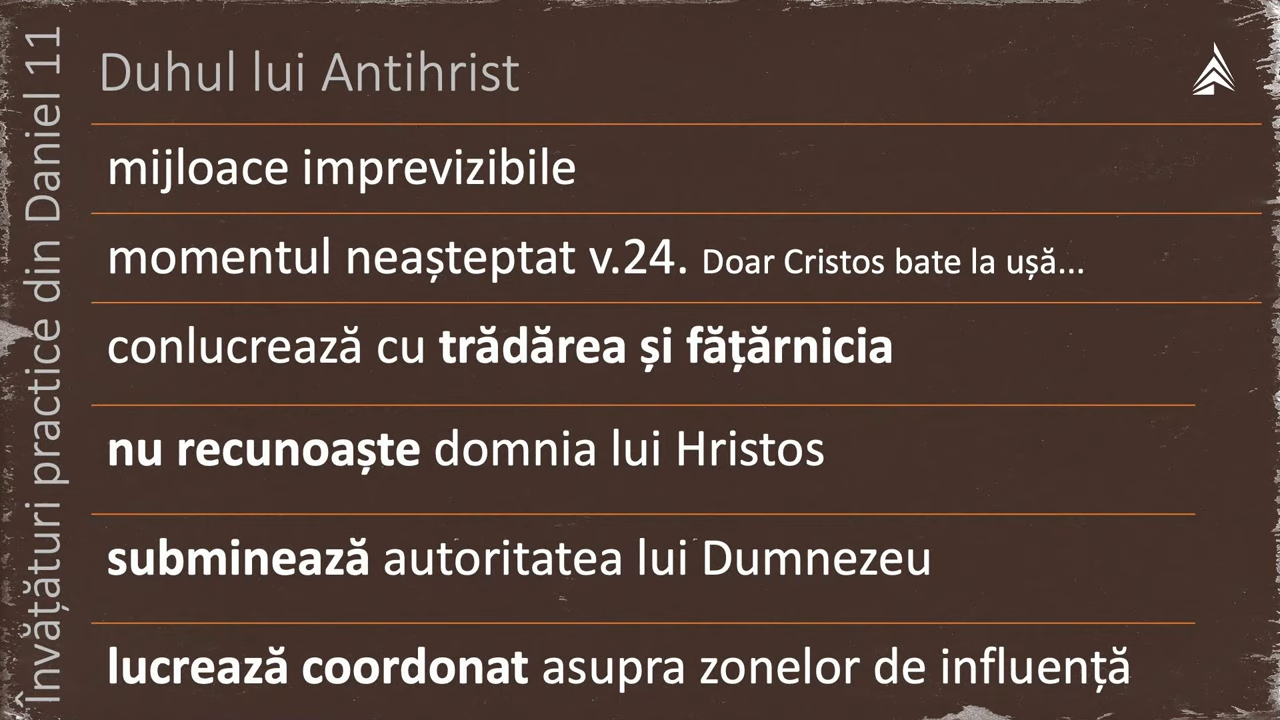 Învățături practice din Daniel 11
Duhul lui Antihrist
mijloace imprevizibile
momentul neașteptat v.24. Doar Cristos bate la ușă...
conlucrează cu trădărea și fățărnicia
nu recunoaște domnia lui Hristos
subminează autoritatea lui Dumnezeu
lucrează coordonat asupra zonelor de influență